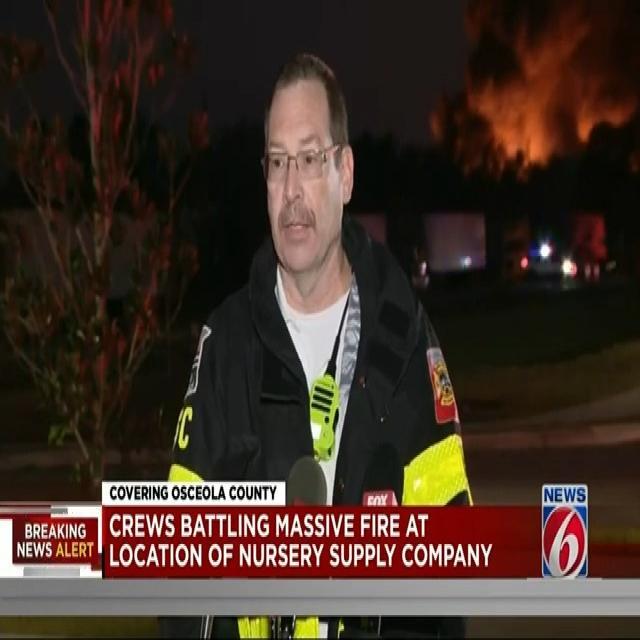 C
FOX
COVERING OSCEOLA COUNTY
BREAKING
NEWS ALERT
CREWS BATTLING MASSIVE FIRE AT
LOCATION OF NURSERY SUPPLY COMPANY
NEWS
6